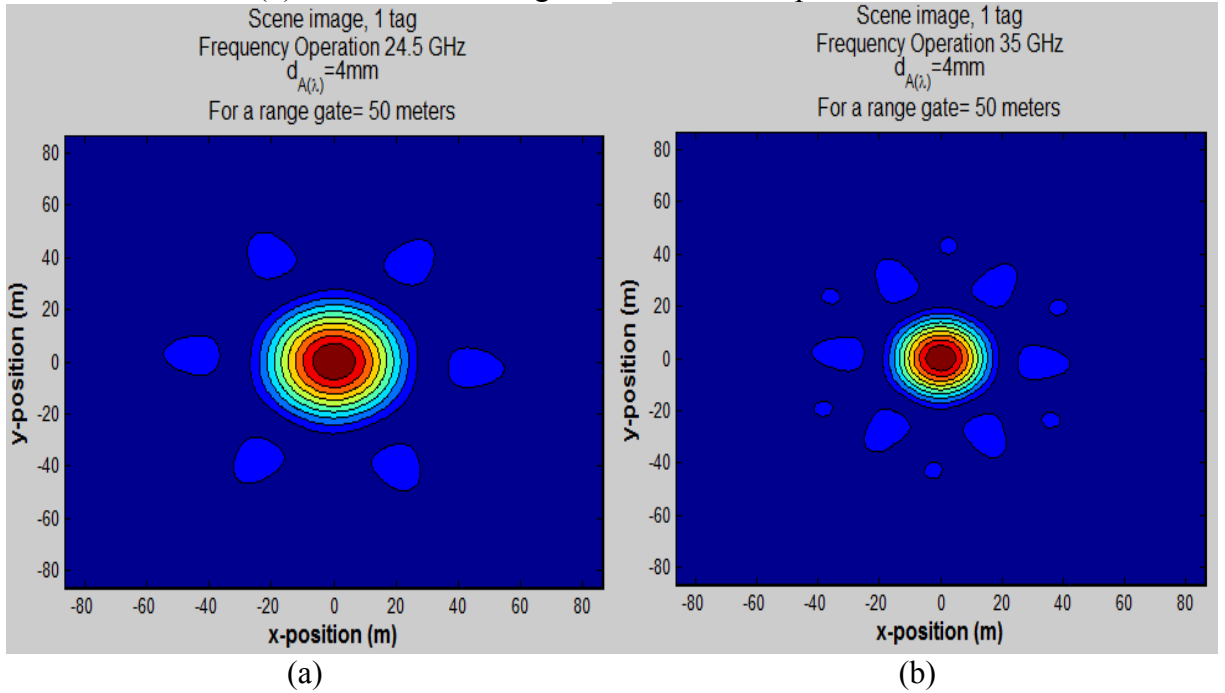 Scene image, 1 tag
Frequency Operation 24.5 GHz
d_A(λ)=4mm
For a range gate= 50 meters
80
60
40
20
0
-20
-40
-60
-80
y-position (m)
-80 -60 -40 -20 0 20 40 60 80
x-position (m)
(a)
Scene image, 1 tag
Frequency Operation 35 GHz
d_A(λ)=4mm
For a range gate= 50 meters
80
60
40
20
0
-20
-40
-60
-80
y-position (m)
-80 -60 -40 -20 0 20 40 60 80
x-position (m)
(b)